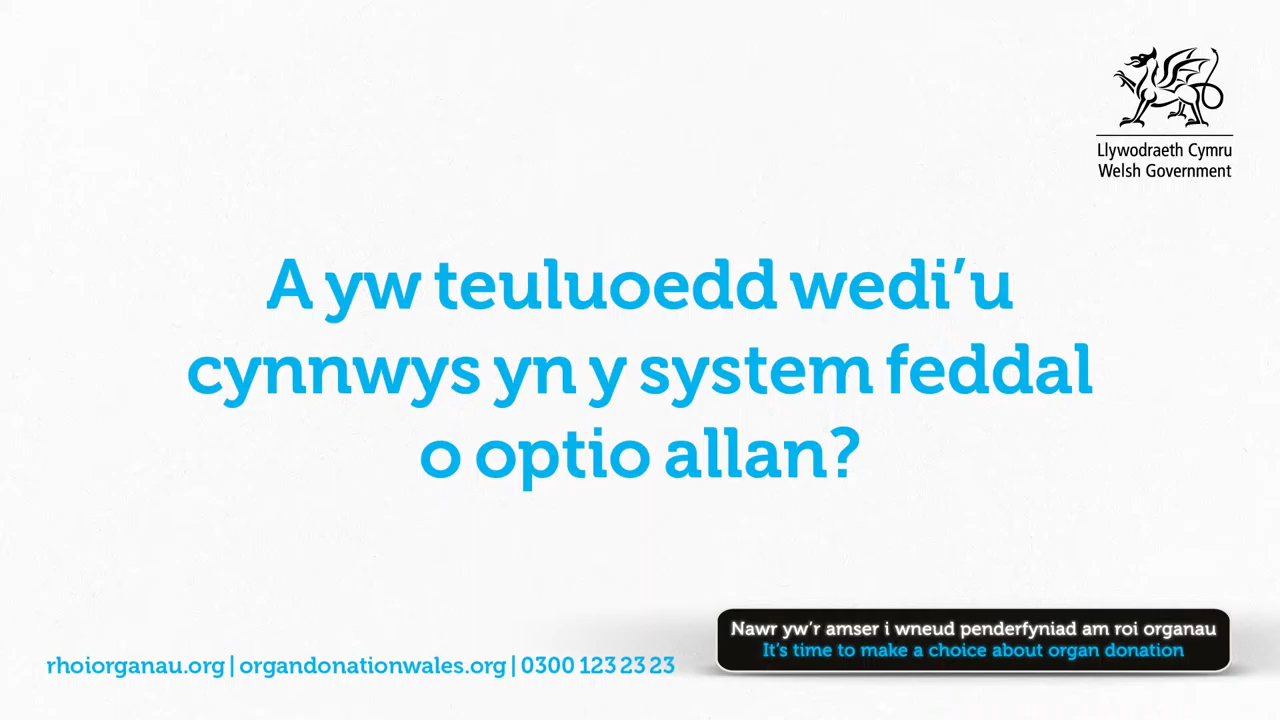 Llywodraeth Cymru
Welsh Government
A yw teuluoedd wedi’u
cynnwys yn y system feddal
o optio allan?
Nawr yw’r amser i wneud penderfyniad am roi organau
It’s time to make a choice about organ donation
rhoiorganau.org | organdonationwales.org | 0300 123 23 23